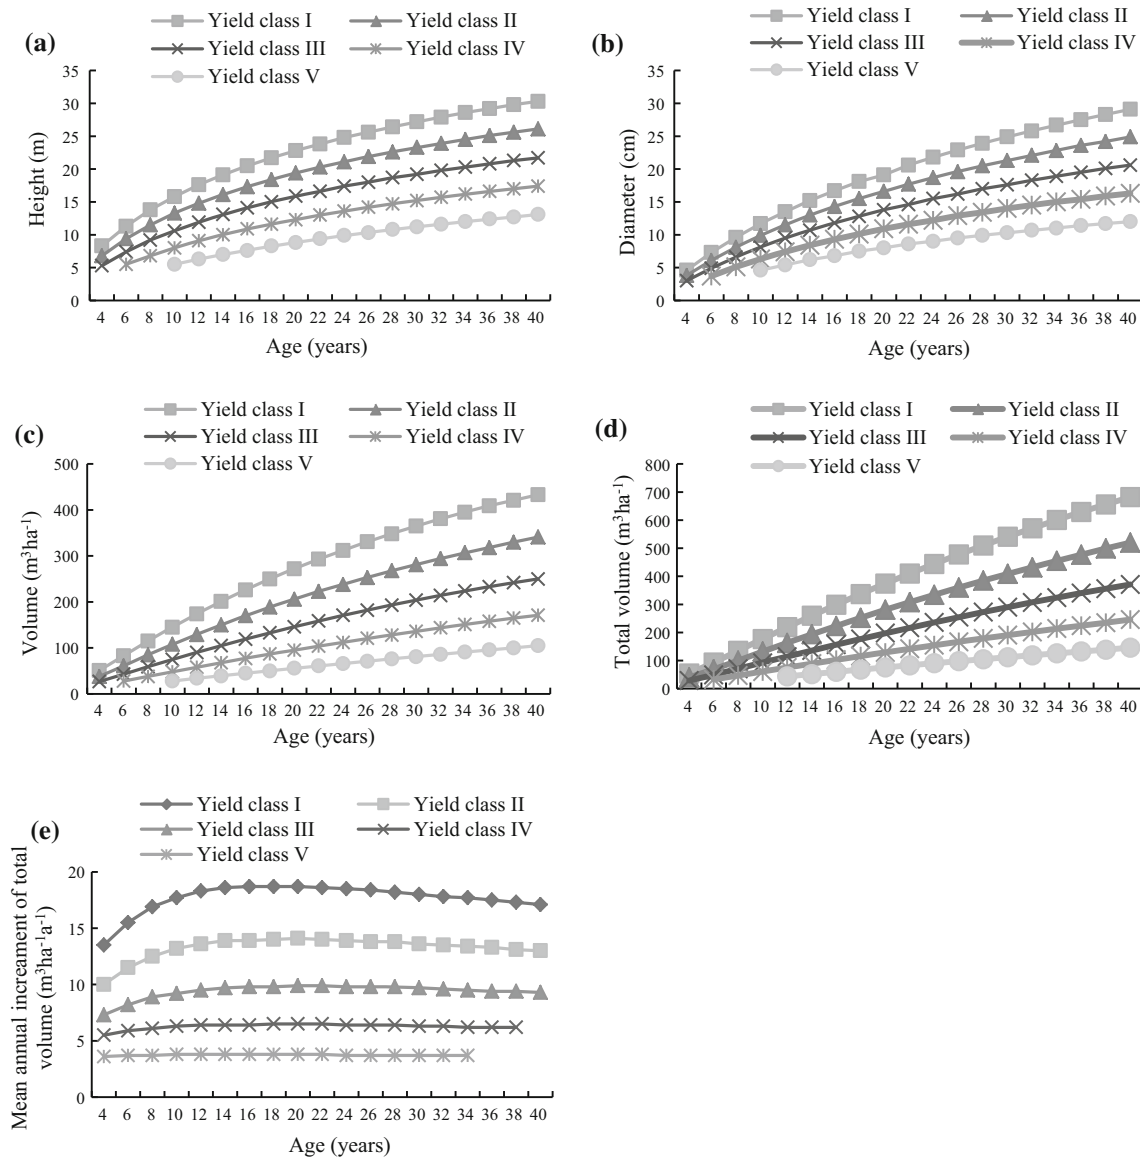 (a)
Yield class I
Yield class II
Yield class III
Yield class IV
Yield class V
35
30
25
20
15
10
5
0
Height (m)
4 6 8 10 12 14 16 18 20 22 24 26 28 30 32 34 36 38 40
Age (years)
(b)
Yield class I
Yield class II
Yield class III
Yield class IV
Yield class V
35
30
25
20
15
10
5
0
Diameter (cm)
4 6 8 10 12 14 16 18 20 22 24 26 28 30 32 34 36 38 40
Age (years)
(c)
Yield class I
Yield class II
Yield class III
Yield class IV
Yield class V
500
400
300
200
100
0
Volume (m³ha⁻¹)
4 6 8 10 12 14 16 18 20 22 24 26 28 30 32 34 36 38 40
Age (years)
(d)
Yield class I
Yield class II
Yield class III
Yield class IV
Yield class V
800
700
600
500
400
300
200
100
0
Total volume (m³ha⁻¹)
4 6 8 10 12 14 16 18 20 22 24 26 28 30 32 34 36 38 40
Age (years)
(e)
Yield class I
Yield class II
Yield class III
Yield class IV
Yield class V
20
15
10
5
0
Mean annual increament of total
volume (m³ha⁻¹a⁻¹)
4 6 8 10 12 14 16 18 20 22 24 26 28 30 32 34 36 38 40
Age (years)